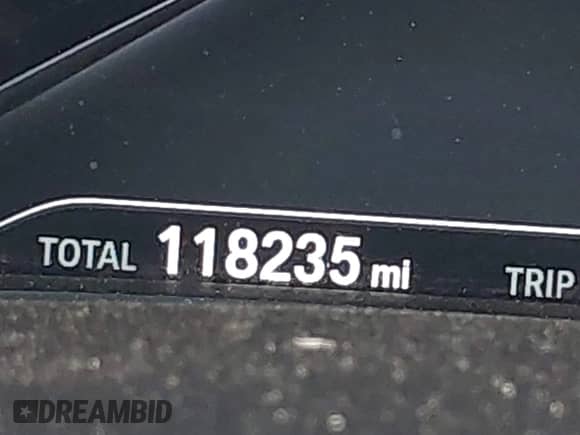 TOTAL 118235 mi TRIP
DREAMBID